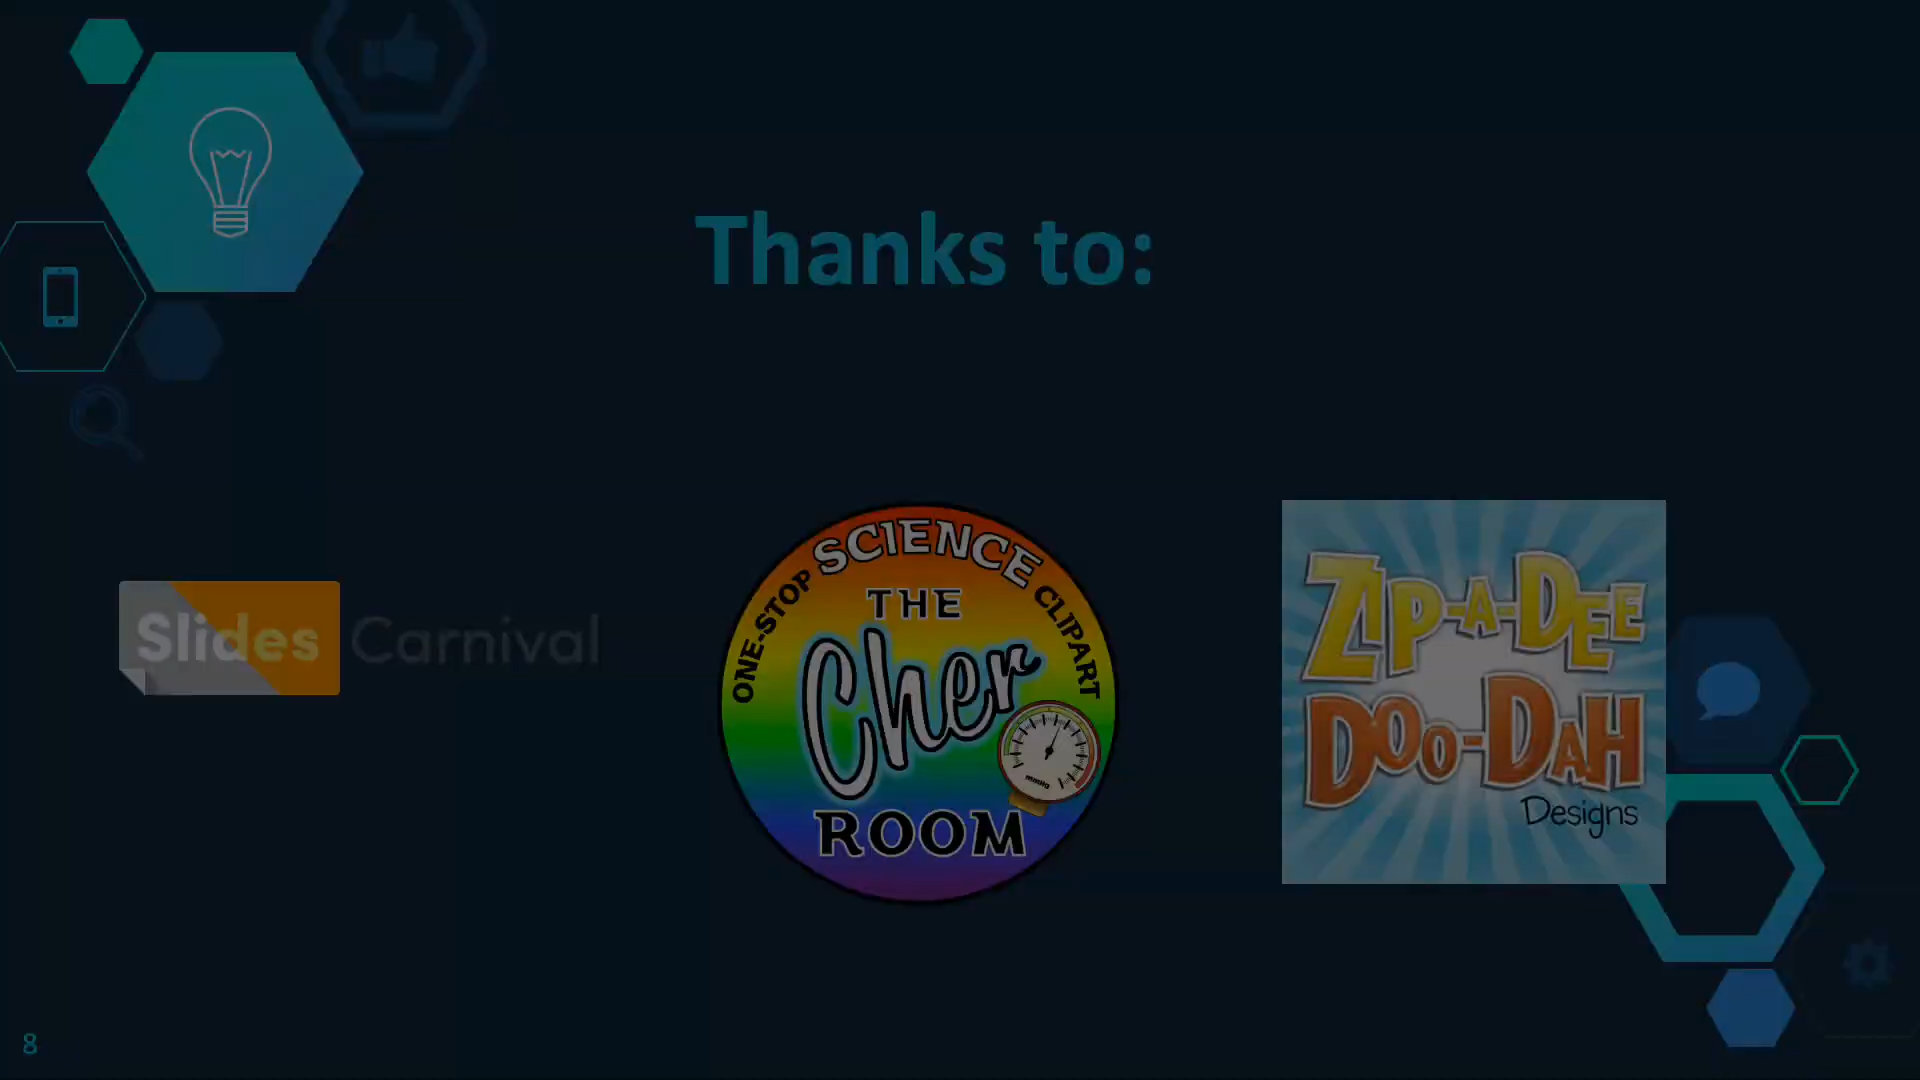 Thanks to:
Slides Carnival
ONE-STOP SCIENCE CLIPART
THE
Cher
ROOM
ZIP-A-DEE
DOO-DAH
Designs
8